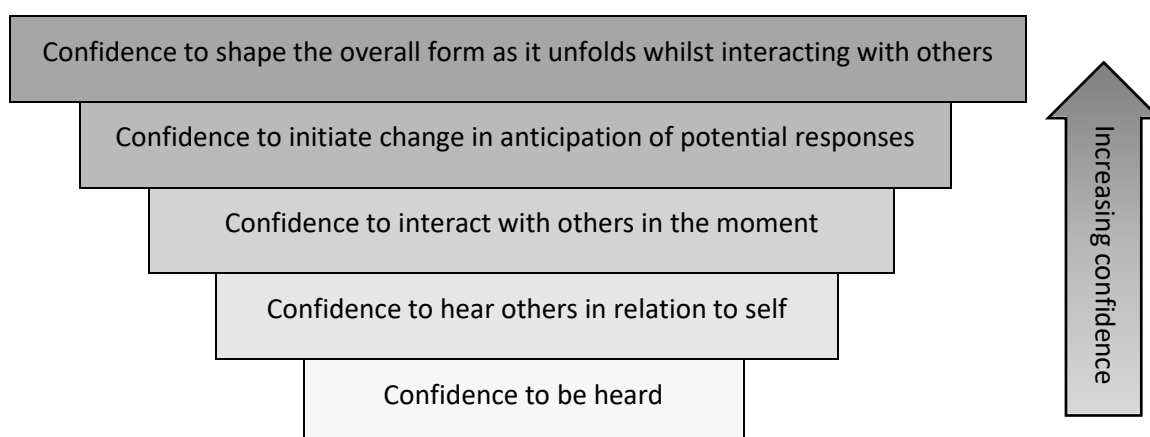 Confidence to shape the overall form as it unfolds whilst interacting with others
Confidence to initiate change in anticipation of potential responses
Confidence to interact with others in the moment
Confidence to hear others in relation to self
Confidence to be heard
Increasing confidence